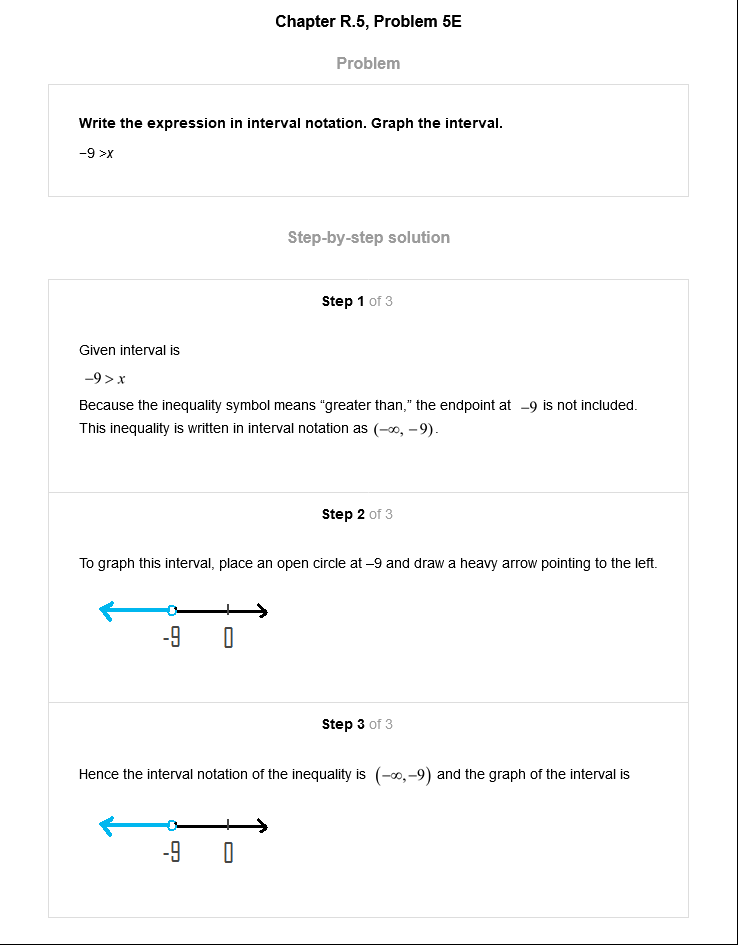 Chapter R.5, Problem 5E
Problem
Write the expression in interval notation. Graph the interval.
−9 >x
Step-by-step solution
Step 1 of 3
Given interval is
−9 > x
Because the inequality symbol means “greater than,” the endpoint at −9 is not included.
This inequality is written in interval notation as (−∞, −9).
Step 2 of 3
To graph this interval, place an open circle at –9 and draw a heavy arrow pointing to the left.
-9 0
Step 3 of 3
Hence the interval notation of the inequality is (−∞,−9) and the graph of the interval is
-9 0